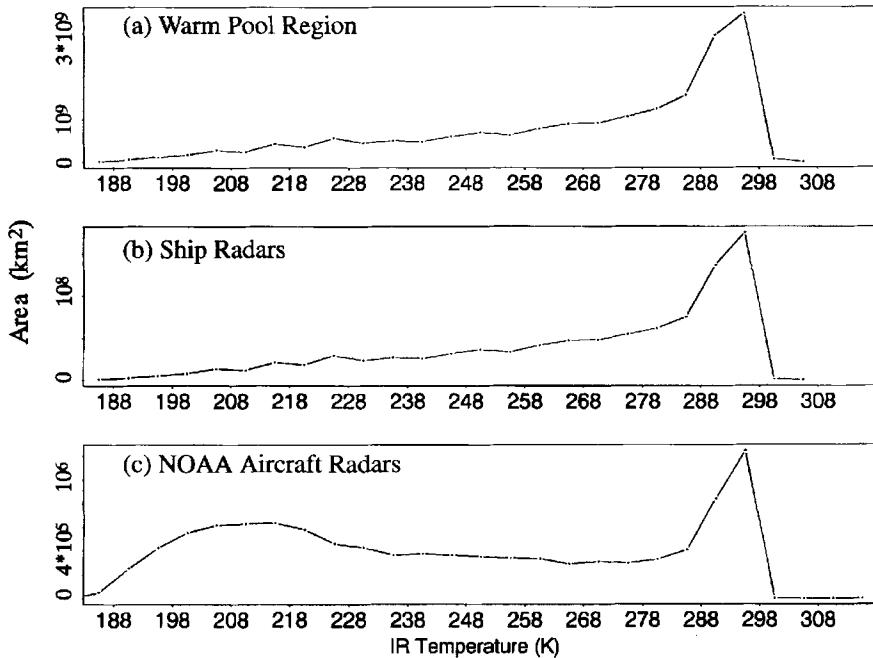 (a) Warm Pool Region
3*10⁹
10⁹
0
188 198 208 218 228 238 248 258 268 278 288 298 308
(b) Ship Radars
10⁸
0
188 198 208 218 228 238 248 258 268 278 288 298 308
Area (km²)
(c) NOAA Aircraft Radars
10⁶
4*10⁵
0
188 198 208 218 228 238 248 258 268 278 288 298 308
IR Temperature (K)